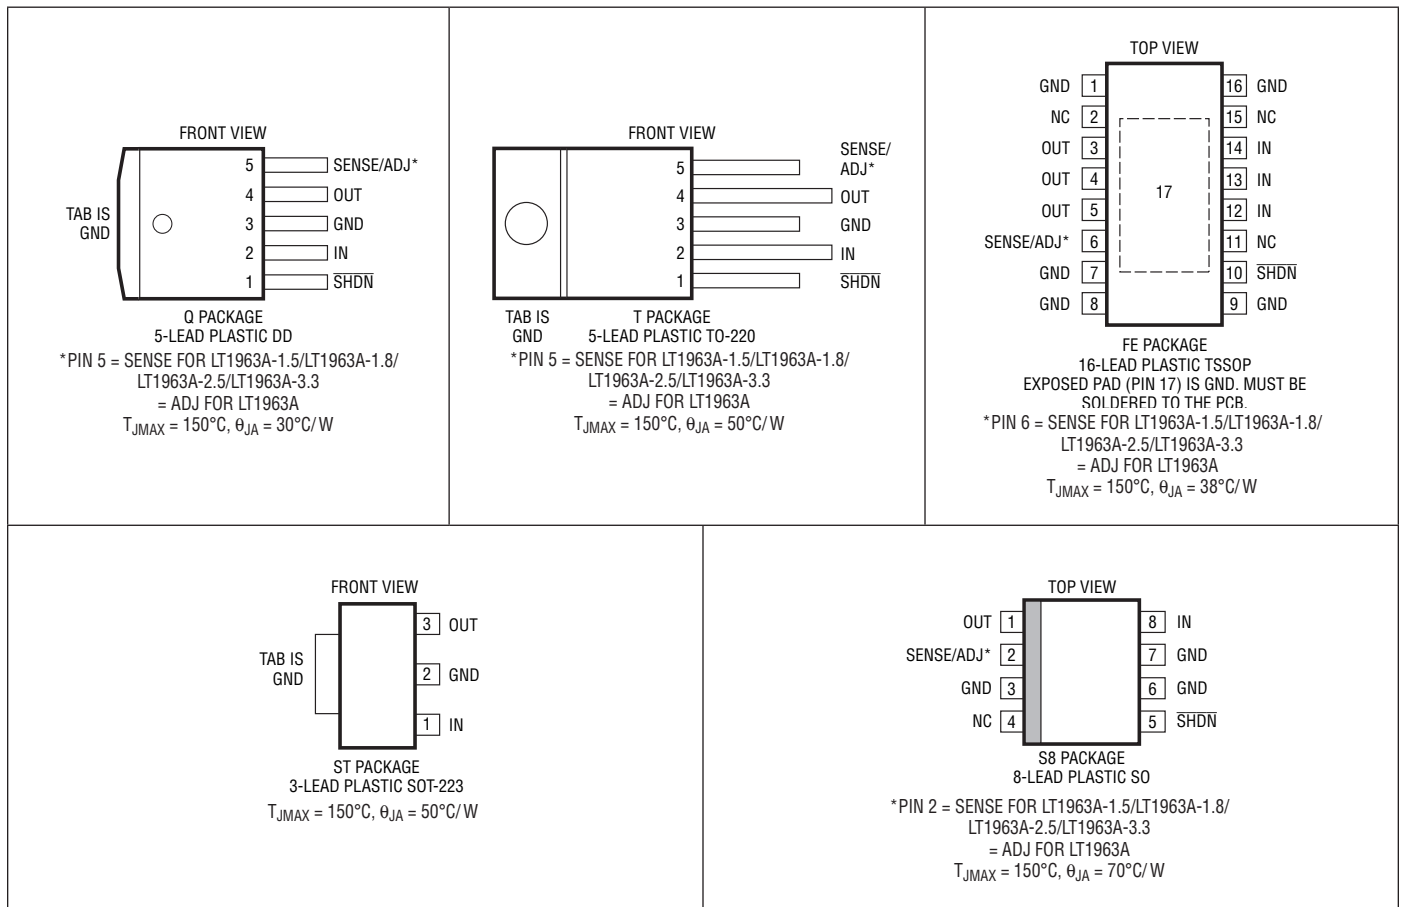 FRONT VIEW
5 SENSE/ADJ*
4 OUT
3 GND
2 IN
1 SHDN
TAB IS
GND
Q PACKAGE
5-LEAD PLASTIC DD
*PIN 5 = SENSE FOR LT1963A-1.5/LT1963A-1.8/
LT1963A-2.5/LT1963A-3.3
= ADJ FOR LT1963A
TJMAX = 150°C, θJA = 30°C/W
FRONT VIEW
SENSE/
5 ADJ*
4 OUT
3 GND
2 IN
1 SHDN
TAB IS
GND
T PACKAGE
5-LEAD PLASTIC TO-220
*PIN 5 = SENSE FOR LT1963A-1.5/LT1963A-1.8/
LT1963A-2.5/LT1963A-3.3
= ADJ FOR LT1963A
TJMAX = 150°C, θJA = 50°C/W
TOP VIEW
GND 1 16 GND
NC 2 15 NC
OUT 3 14 IN
OUT 4 13 IN
17
OUT 5 12 IN
SENSE/ADJ* 6 11 NC
GND 7 10 SHDN
GND 8 9 GND
FE PACKAGE
16-LEAD PLASTIC TSSOP
EXPOSED PAD (PIN 17) IS GND. MUST BE
SOLDERED TO THE PCB.
*PIN 6 = SENSE FOR LT1963A-1.5/LT1963A-1.8/
LT1963A-2.5/LT1963A-3.3
= ADJ FOR LT1963A
TJMAX = 150°C, θJA = 38°C/W
FRONT VIEW
3 OUT
TAB IS
GND
2 GND
1 IN
ST PACKAGE
3-LEAD PLASTIC SOT-223
TJMAX = 150°C, θJA = 50°C/W
TOP VIEW
OUT 1 8 IN
SENSE/ADJ* 2 7 GND
GND 3 6 GND
NC 4 5 SHDN
S8 PACKAGE
8-LEAD PLASTIC SO
*PIN 2 = SENSE FOR LT1963A-1.5/LT1963A-1.8/
LT1963A-2.5/LT1963A-3.3
= ADJ FOR LT1963A
TJMAX = 150°C, θJA = 70°C/W